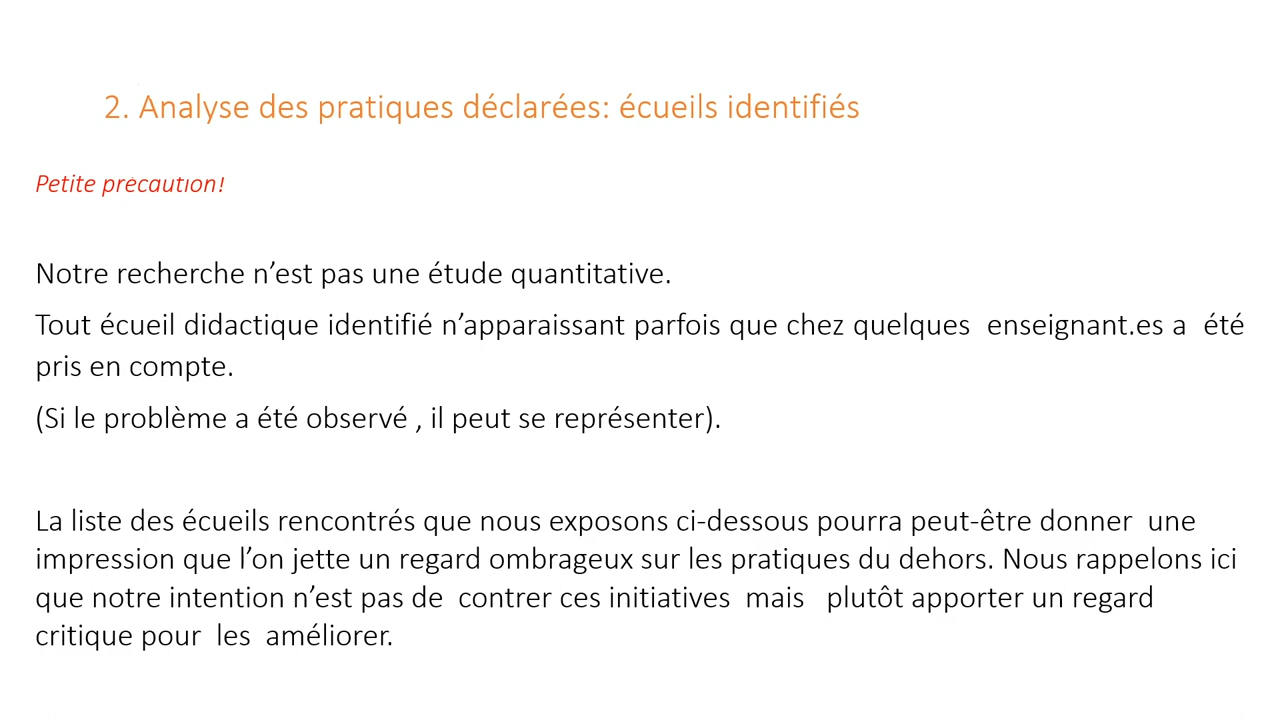 2. Analyse des pratiques déclarées: écueils identifiés
Petite précaution!
Notre recherche n’est pas une étude quantitative.
Tout écueil didactique identifié n’apparaissant parfois que chez quelques enseignant.es a été
pris en compte.
(Si le problème a été observé , il peut se représenter).
La liste des écueils rencontrés que nous exposons ci-dessous pourra peut-être donner une
impression que l’on jette un regard ombrageux sur les pratiques du dehors. Nous rappelons ici
que notre intention n’est pas de contrer ces initiatives mais plutôt apporter un regard
critique pour les améliorer.